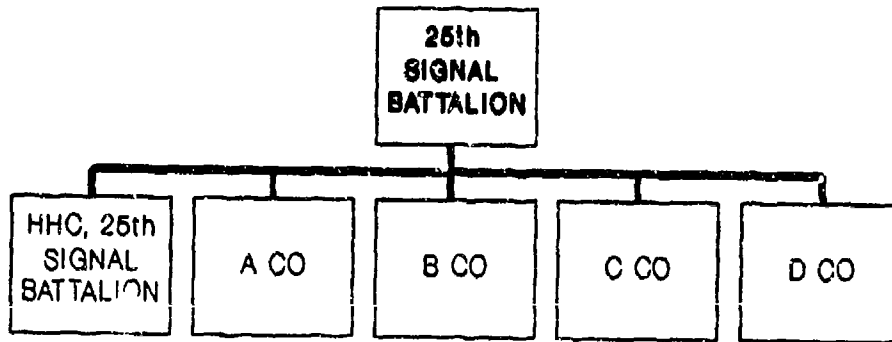 25th
SIGNAL
BATTALION
HHC, 25th
SIGNAL
BATTALION
A CO
B CO
C CO
D CO